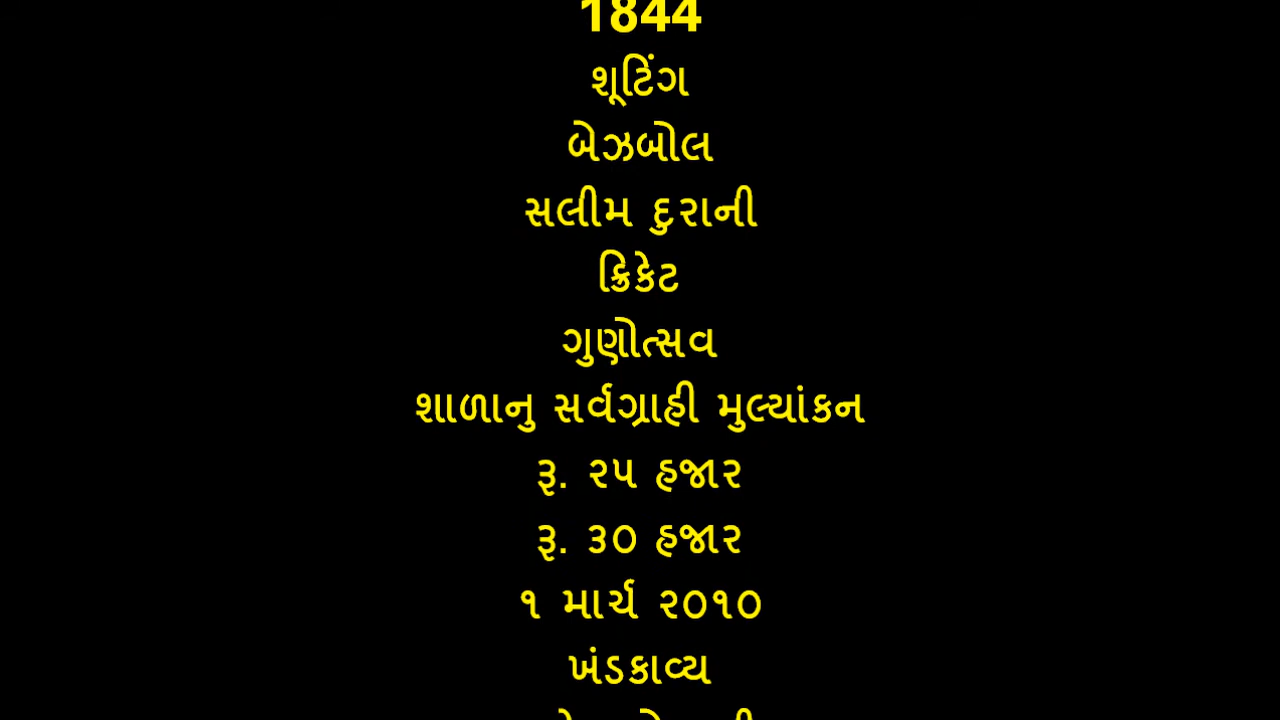 1844
શૂટિંગ
બેઝબોલ
સલીમ દુરાની
ક્રિકેટ
ગુણોત્સવ
શાળાનુ સર્વગ્રાહી મુલ્યાંકન
રૂ. ૨૫ હજાર
રૂ. ૩૦ હજાર
૧ માર્ચ ૨૦૧૦
ખંડકાવ્ય